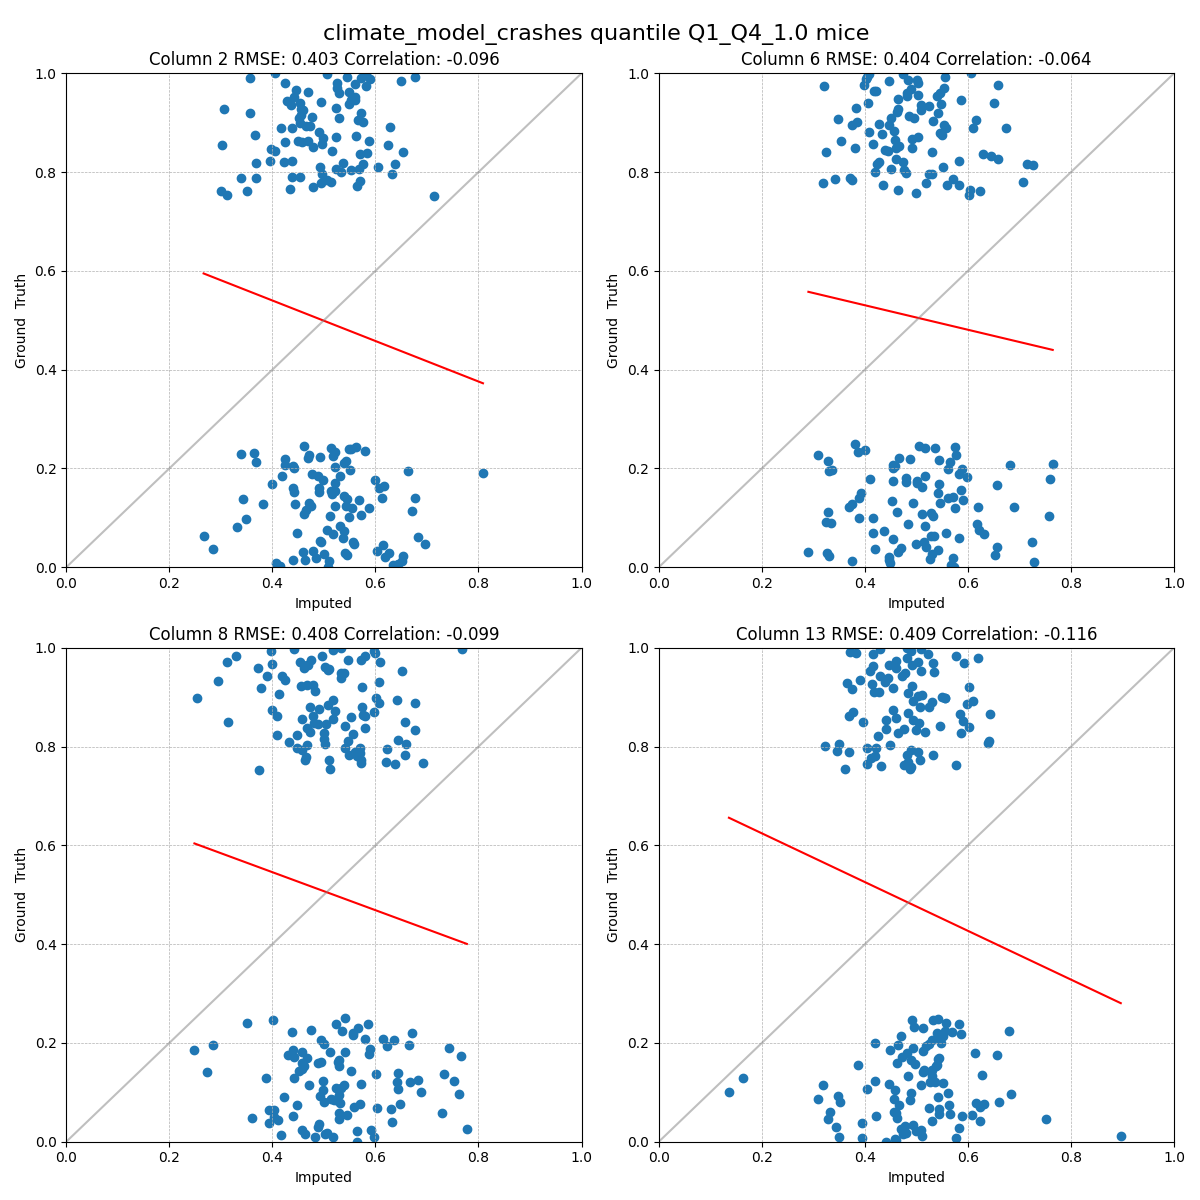 climate_model_crashes quantile Q1_Q4_1.0 mice
Column 2 RMSE: 0.403 Correlation: -0.096
1.0
0.8
0.6
0.4
0.2
0.0
Ground Truth
0.0 0.2 0.4 0.6 0.8 1.0
Imputed
Column 6 RMSE: 0.404 Correlation: -0.064
1.0
0.8
0.6
0.4
0.2
0.0
Ground Truth
0.0 0.2 0.4 0.6 0.8 1.0
Imputed
Column 8 RMSE: 0.408 Correlation: -0.099
1.0
0.8
0.6
0.4
0.2
0.0
Ground Truth
0.0 0.2 0.4 0.6 0.8 1.0
Imputed
Column 13 RMSE: 0.409 Correlation: -0.116
1.0
0.8
0.6
0.4
0.2
0.0
Ground Truth
0.0 0.2 0.4 0.6 0.8 1.0
Imputed